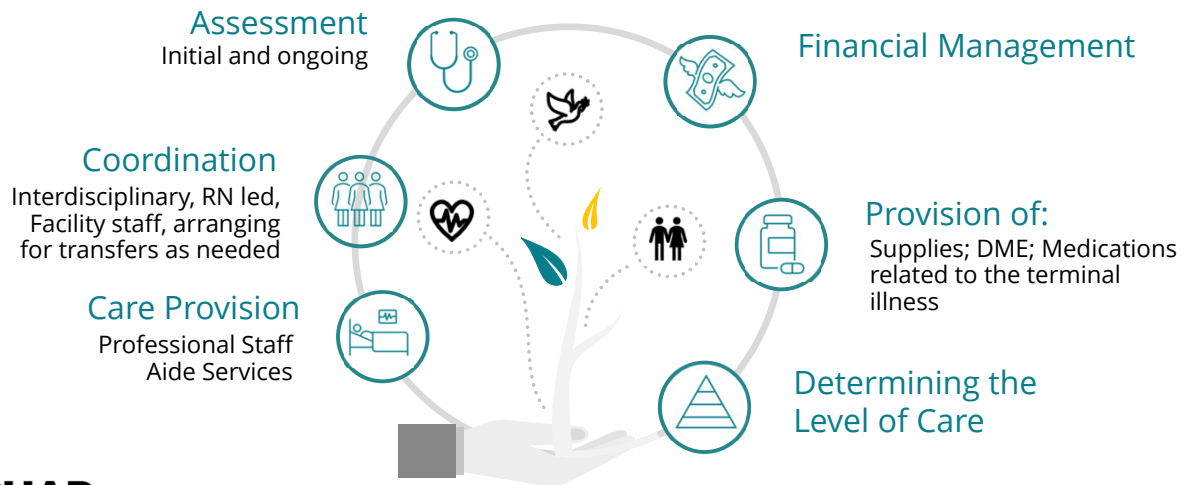 Assessment
Initial and ongoing
Financial Management
Coordination
Interdisciplinary, RN led,
Facility staff, arranging
for transfers as needed
Provision of:
Supplies; DME; Medications
related to the terminal
illness
Care Provision
Professional Staff
Aide Services
Determining the
Level of Care